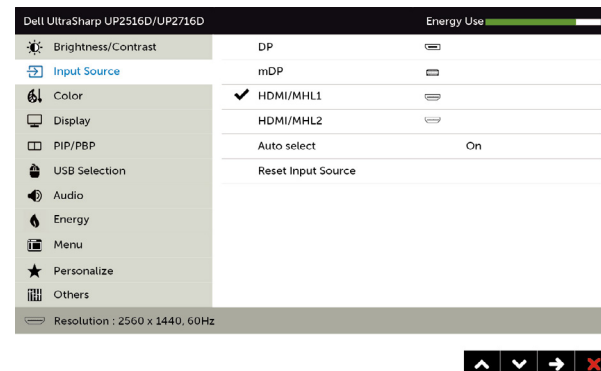 Dell UltraSharp UP2516D/UP2716D Energy Use
Brightness/Contrast DP
Input Source mDP
Color HDMI/MHL1
Display HDMI/MHL2
PIP/PBP Auto select On
USB Selection Reset Input Source
Audio
Energy
Menu
Personalize
Others
Resolution : 2560 x 1440, 60Hz